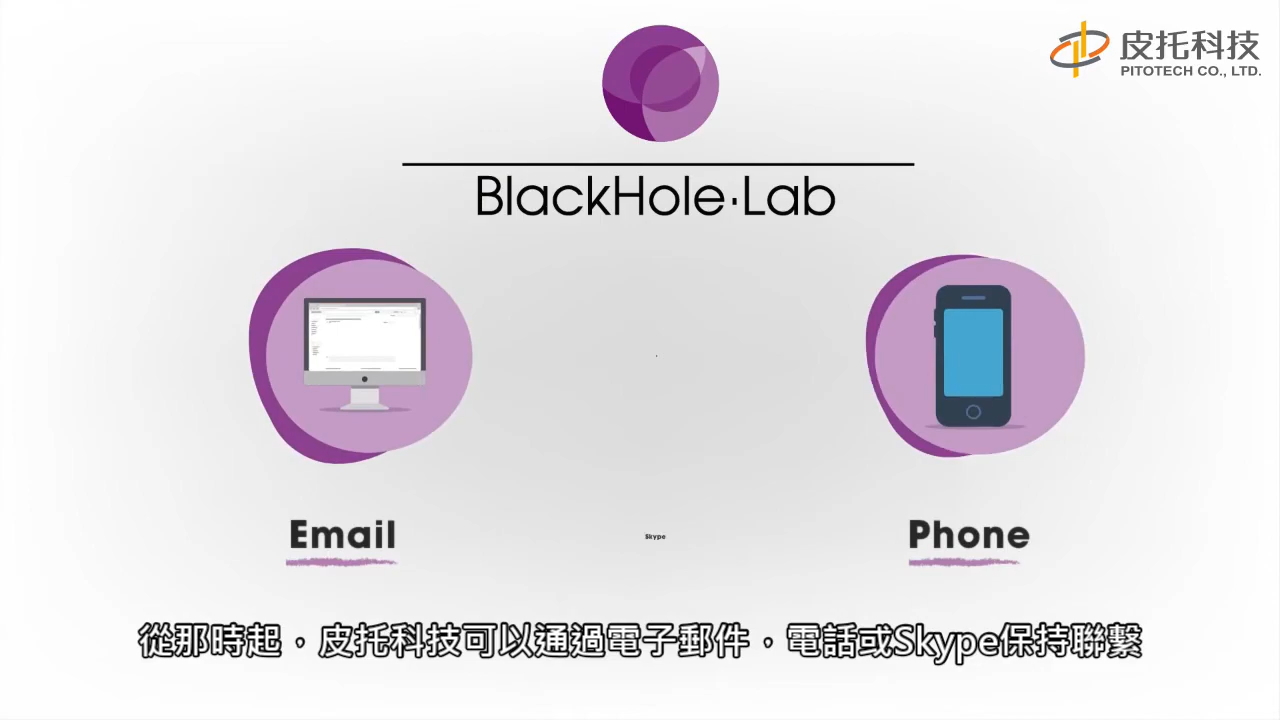 皮托科技
PITOTECH CO., LTD.
BlackHole·Lab
Email
Skype
Phone
從那時起，皮托科技可以通過電子郵件，電話或Skype保持聯繫